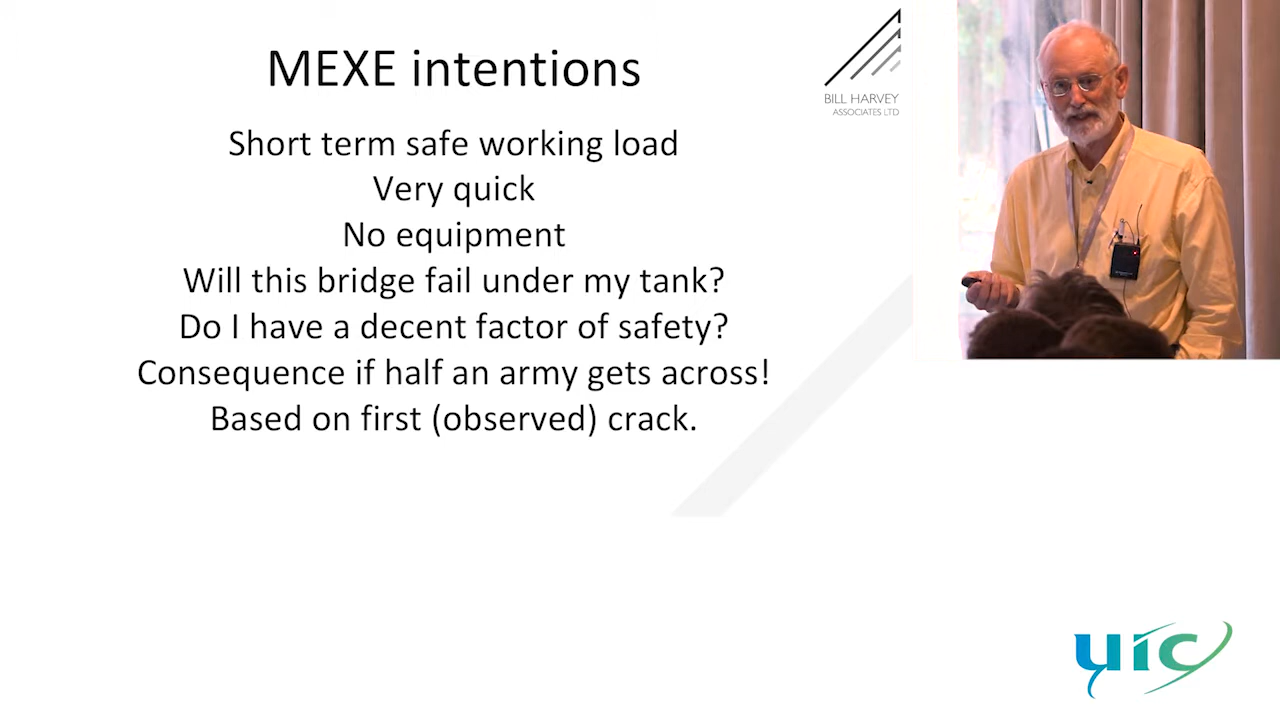 MEXE intentions
BILL HARVEY
ASSOCIATES LTD
Short term safe working load
Very quick
No equipment
Will this bridge fail under my tank?
Do I have a decent factor of safety?
Consequence if half an army gets across!
Based on first (observed) crack.
uic